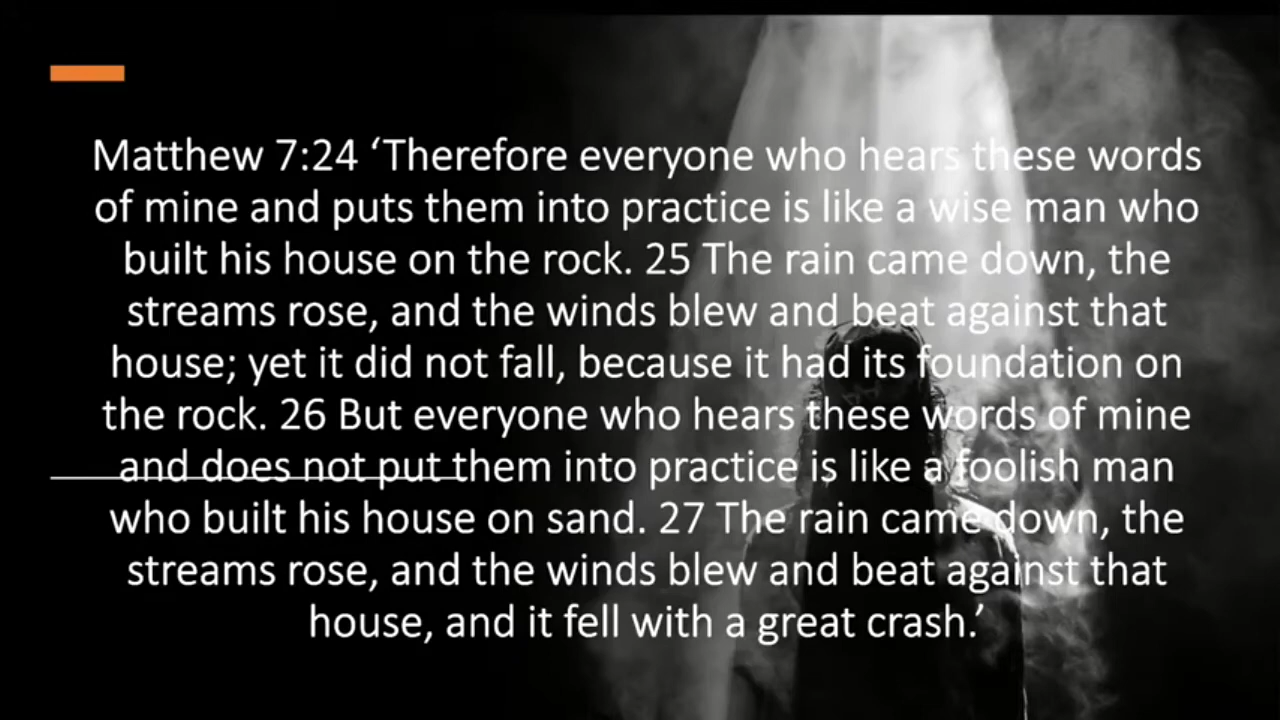 Matthew 7:24 ‘Therefore everyone who hears these words
of mine and puts them into practice is like a wise man who
built his house on the rock. 25 The rain came down, the
streams rose, and the winds blew and beat against that
house; yet it did not fall, because it had its foundation on
the rock. 26 But everyone who hears these words of mine
and does not put them into practice is like a foolish man
who built his house on sand. 27 The rain came down, the
streams rose, and the winds blew and beat against that
house, and it fell with a great crash.’